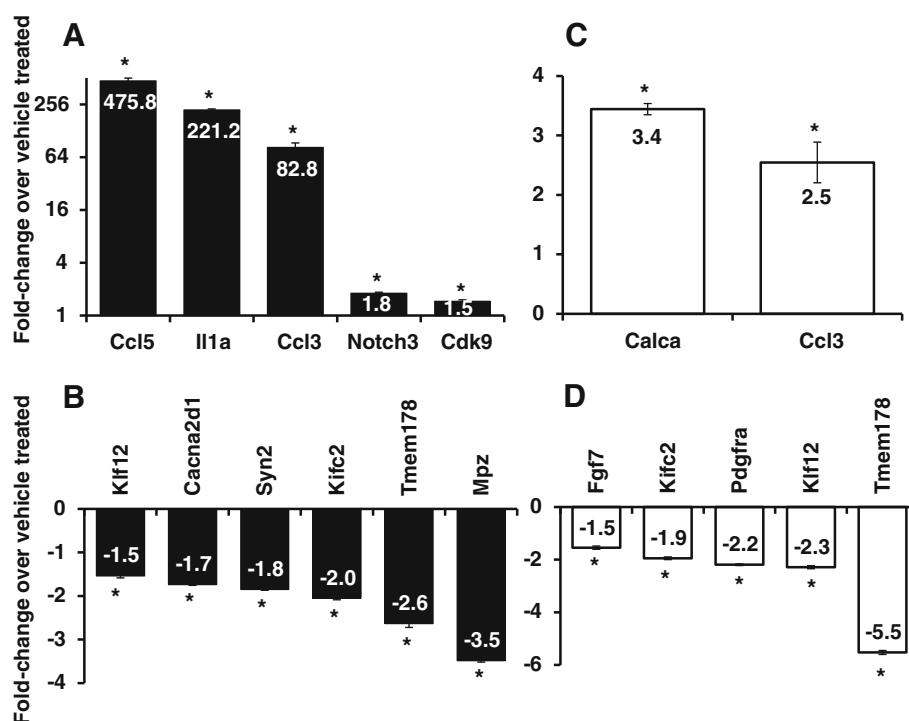 A
Fold-change over vehicle treated
256
64
16
4
1
*
*
*
*
*
475.8
221.2
82.8
1.8
1.5
Ccl5 Il1a Ccl3 Notch3 Cdk9
C
4
3
2
1
0
*
*
3.4
2.5
Calca Ccl3
B
Fold-change over vehicle treated
Klf12
Cacna2d1
Syn2
Kifc2
Tmem178
Mpz
0
-1
-2
-3
-4
-1.5
-1.7
-1.8
-2.0
-2.6
-3.5
*
*
*
*
*
*
D
Fgf7
Kifc2
Pdgfra
Klf12
Tmem178
0
-2
-4
-6
-1.5
-1.9
-2.2
-2.3
-5.5
*
*
*
*
*